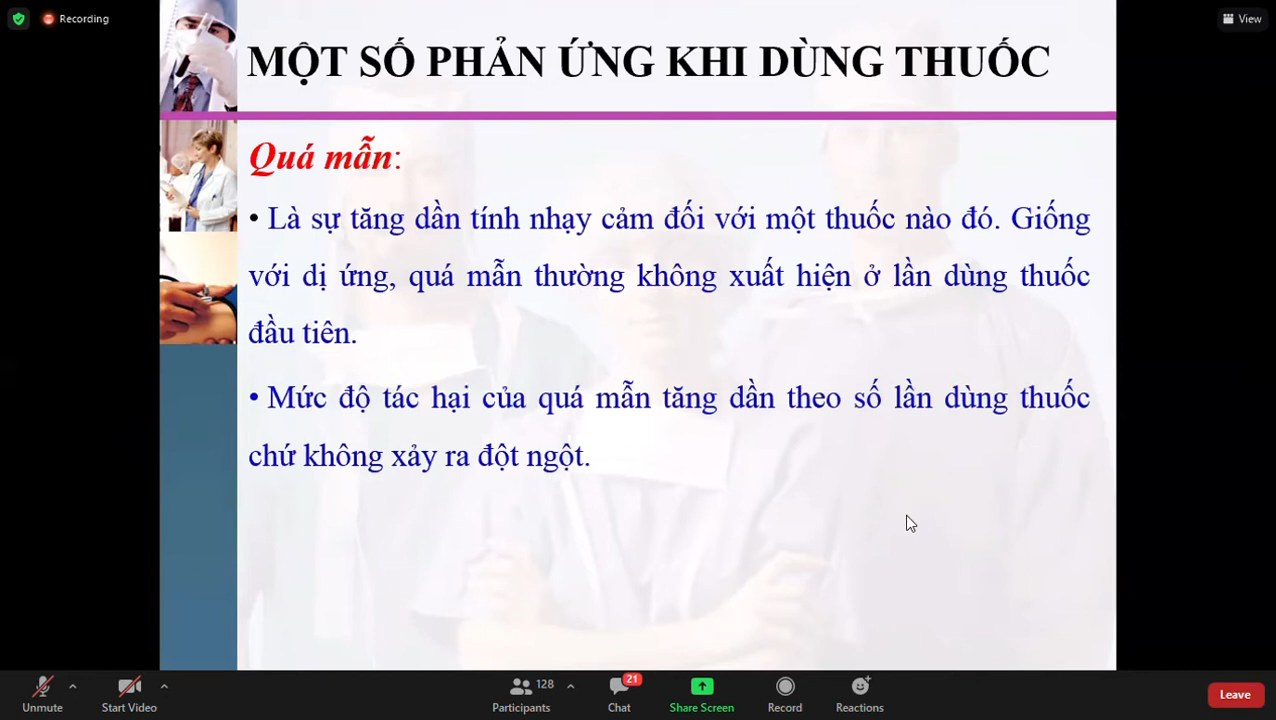 Recording
View
MỘT SỐ PHẢN ỨNG KHI DÙNG THUỐC
Quá mẫn:
• Là sự tăng dần tính nhạy cảm đối với một thuốc nào đó. Giống
với dị ứng, quá mẫn thường không xuất hiện ở lần dùng thuốc
đầu tiên.
• Mức độ tác hại của quá mẫn tăng dần theo số lần dùng thuốc
chứ không xảy ra đột ngột.
128
21
Unmute
Start Video
Participants
Chat
Share Screen
Record
Reactions
Leave